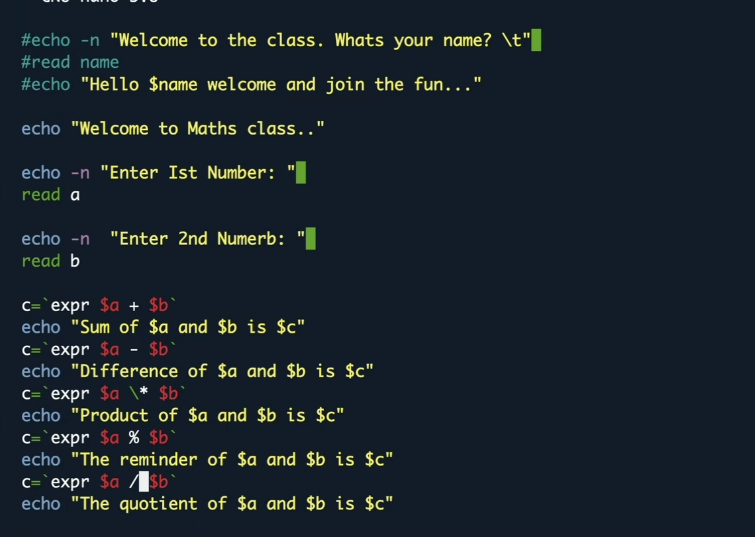 #echo -n "Welcome to the class. Whats your name? \t"
#read name
#echo "Hello $name welcome and join the fun..."
echo "Welcome to Maths class.."
echo -n "Enter Ist Number: "
read a
echo -n  "Enter 2nd Numerb: "
read b
c=`expr $a + $b`
echo "Sum of $a and $b is $c"
c=`expr $a - $b`
echo "Difference of $a and $b is $c"
c=`expr $a \* $b`
echo "Product of $a and $b is $c"
c=`expr $a % $b`
echo "The reminder of $a and $b is $c"
c=`expr $a / $b`
echo "The quotient of $a and $b is $c"